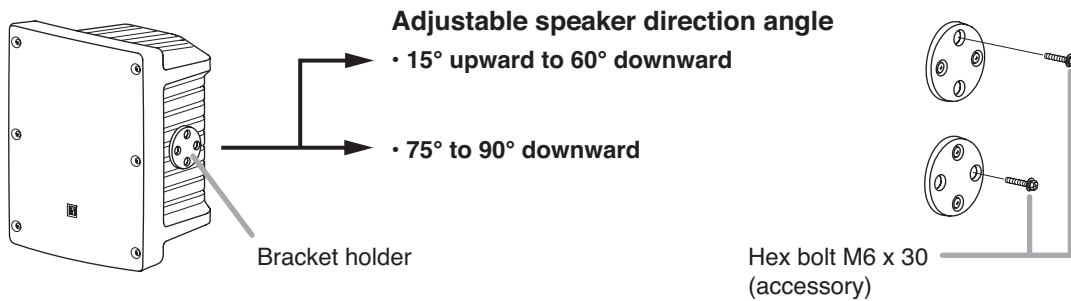 Adjustable speaker direction angle
· 15° upward to 60° downward
· 75° to 90° downward
Bracket holder
Hex bolt M6 x 30
(accessory)